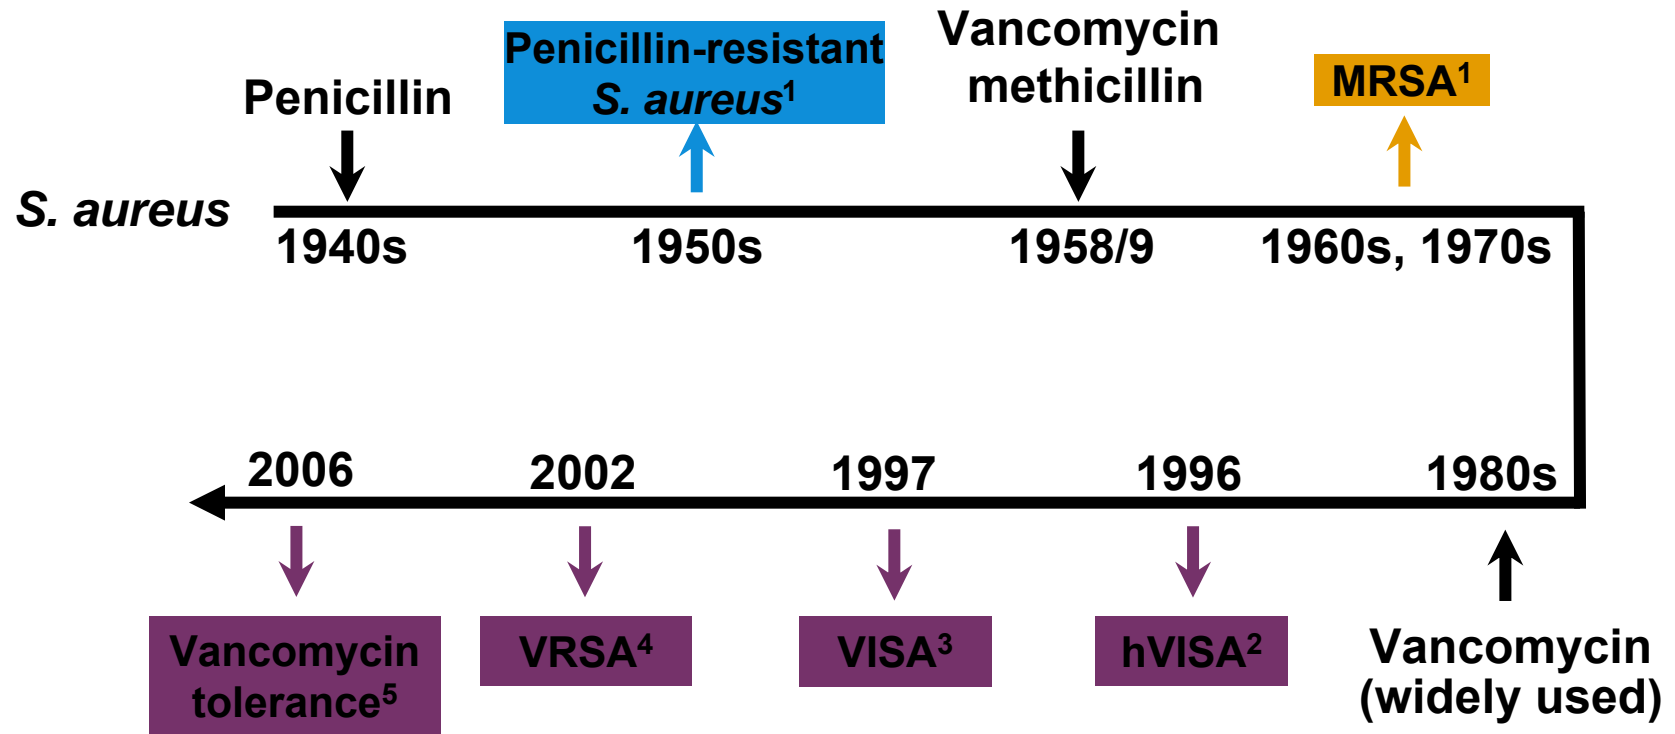 Penicillin
Penicillin-resistant
S. aureus¹
Vancomycin
methicillin
MRSA¹
S. aureus
1940s
1950s
1958/9
1960s, 1970s
2006
2002
1997
1996
1980s
Vancomycin
tolerance⁵
VRSA⁴
VISA³
hVISA²
Vancomycin
(widely used)